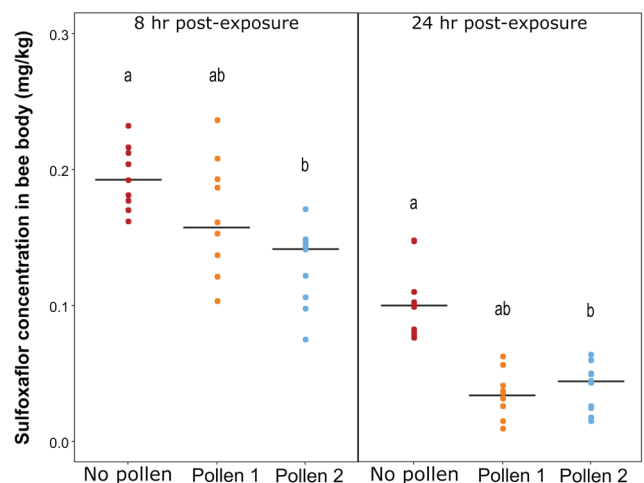 8 hr post-exposure
24 hr post-exposure
Sulfoxaflor concentration in bee body (mg/kg)
0.3
0.2
0.1
0.0
a
ab
b
a
ab
b
No pollen
Pollen 1
Pollen 2
No pollen
Pollen 1
Pollen 2